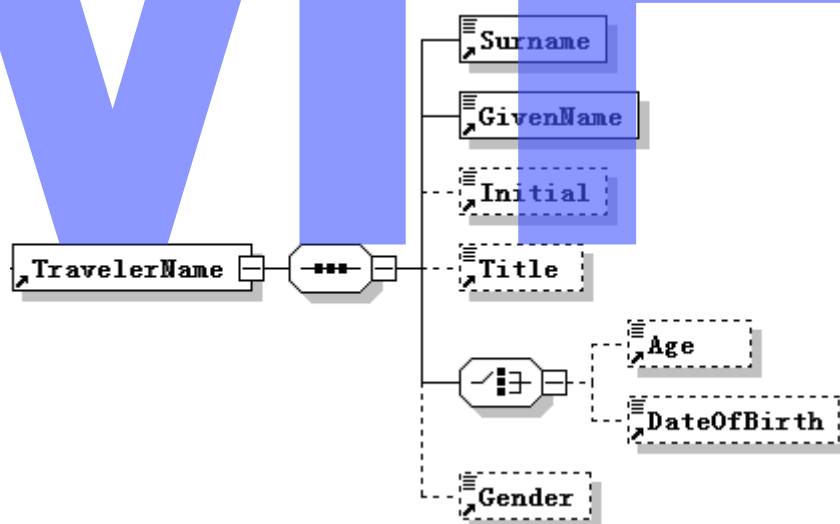 Surname
GivenName
Initial
TravelerName
Title
Age
DateOfBirth
Gender